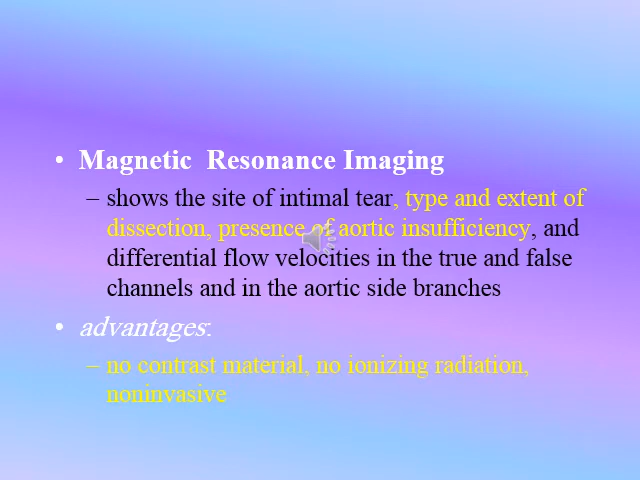 • Magnetic  Resonance Imaging
– shows the site of intimal tear, type and extent of
dissection, presence of aortic insufficiency, and
differential flow velocities in the true and false
channels and in the aortic side branches
• advantages:
– no contrast material, no ionizing radiation,
noninvasive